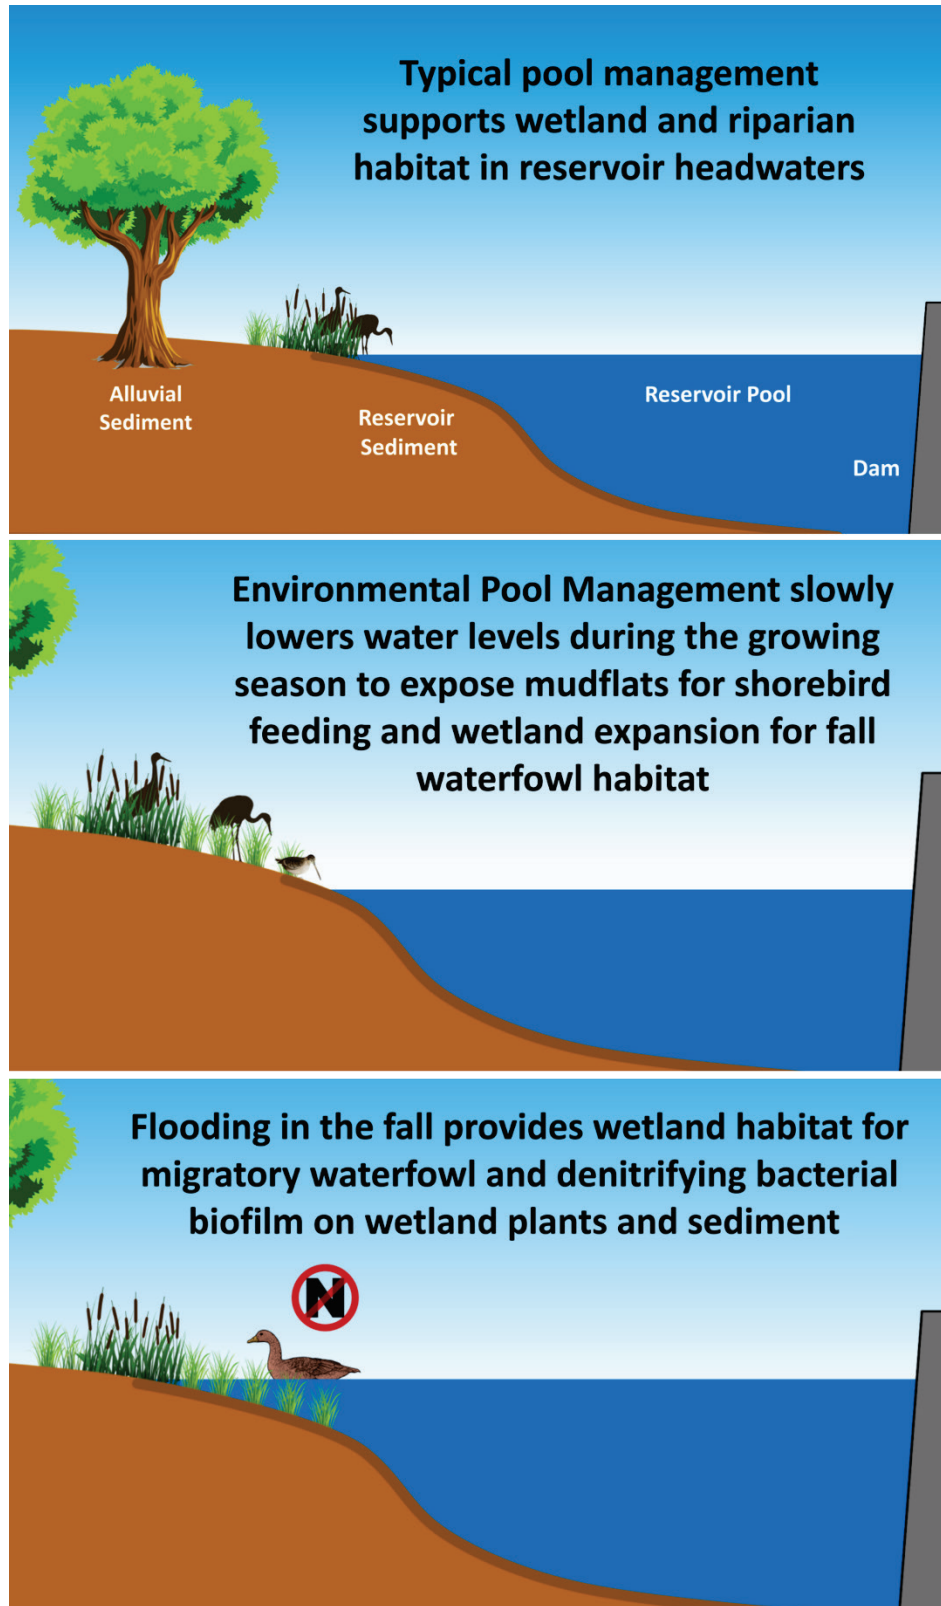 Typical pool management
supports wetland and riparian
habitat in reservoir headwaters
Alluvial
Sediment
Reservoir
Sediment
Reservoir Pool
Dam
Environmental Pool Management slowly
lowers water levels during the growing
season to expose mudflats for shorebird
feeding and wetland expansion for fall
waterfowl habitat
Flooding in the fall provides wetland habitat for
migratory waterfowl and denitrifying bacterial
biofilm on wetland plants and sediment
N